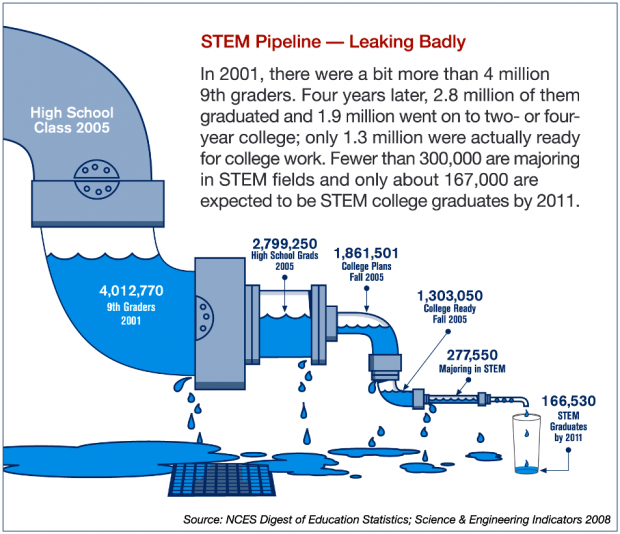 STEM Pipeline — Leaking Badly
In 2001, there were a bit more than 4 million
9th graders. Four years later, 2.8 million of them
graduated and 1.9 million went on to two- or four-
year college; only 1.3 million were actually ready
for college work. Fewer than 300,000 are majoring
in STEM fields and only about 167,000 are
expected to be STEM college graduates by 2011.
High School
Class 2005
4,012,770
9th Graders
2001
2,799,250
High School Grads
2005
1,861,501
College Plans
Fall 2005
1,303,050
College Ready
Fall 2005
277,550
Majoring in STEM
166,530
STEM
Graduates
by 2011
Source: NCES Digest of Education Statistics; Science & Engineering Indicators 2008